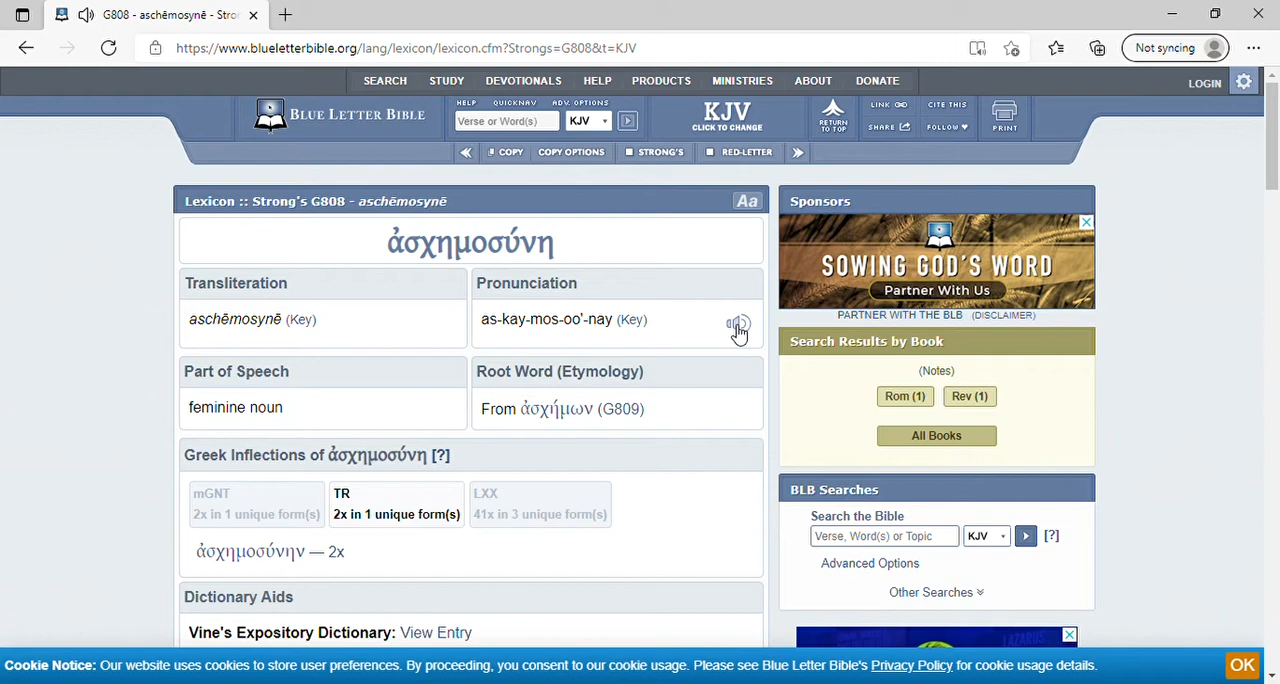 G808 - aschēmosynē - Stro
https://www.blueletterbible.org/lang/lexicon/lexicon.cfm?Strongs=G808&t=KJV
Not syncing
SEARCH STUDY DEVOTIONALS HELP PRODUCTS MINISTRIES ABOUT DONATE
LOGIN
BLUE LETTER BIBLE
HELP QUICKNAV ADV. OPTIONS
Verse or Word(s) KJV
KJV
CLICK TO CHANGE
RETURN
TO TOP
LINK CITE THIS
SHARE FOLLOW
PRINT
COPY COPY OPTIONS STRONG'S RED-LETTER
Lexicon :: Strong's G808 - aschēmosynē
Aa
ἀσχημοσύνη
Transliteration
aschēmosynē (Key)
Pronunciation
as-kay-mos-oo'-nay (Key)
Part of Speech
feminine noun
Root Word (Etymology)
From ἀσχήμων (G809)
Greek Inflections of ἀσχημοσύνη [?]
mGNT
2x in 1 unique form(s)
TR
2x in 1 unique form(s)
LXX
41x in 3 unique form(s)
ἀσχημοσύνην — 2x
Dictionary Aids
Vine's Expository Dictionary: View Entry
Sponsors
SOWING GOD'S WORD
Partner With Us
PARTNER WITH THE BLB (DISCLAIMER)
Search Results by Book
(Notes)
Rom (1) Rev (1)
All Books
BLB Searches
Search the Bible
Verse, Word(s) or Topic KJV [?]
Advanced Options
Other Searches
LAZARUS
Cookie Notice: Our website uses cookies to store user preferences. By proceeding, you consent to our cookie usage. Please see Blue Letter Bible's Privacy Policy for cookie usage details.
OK